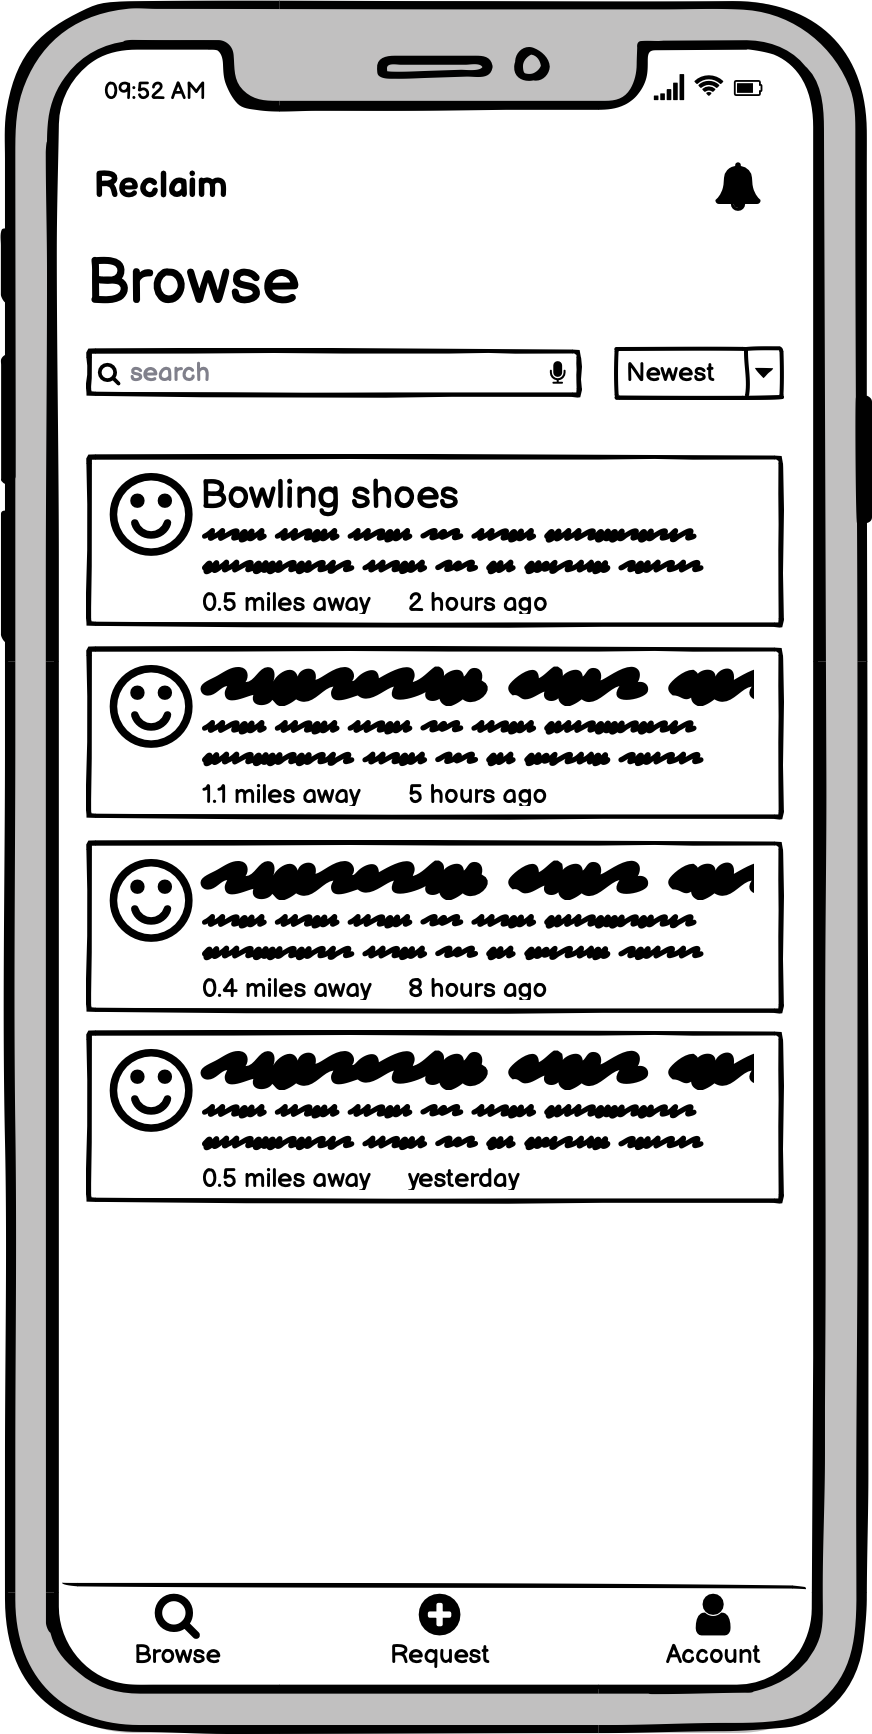 09:52 AM
Reclaim
Browse
search
Newest
Bowling shoes
0.5 miles away 2 hours ago
1.1 miles away 5 hours ago
0.4 miles away 8 hours ago
0.5 miles away yesterday
Browse Request Account